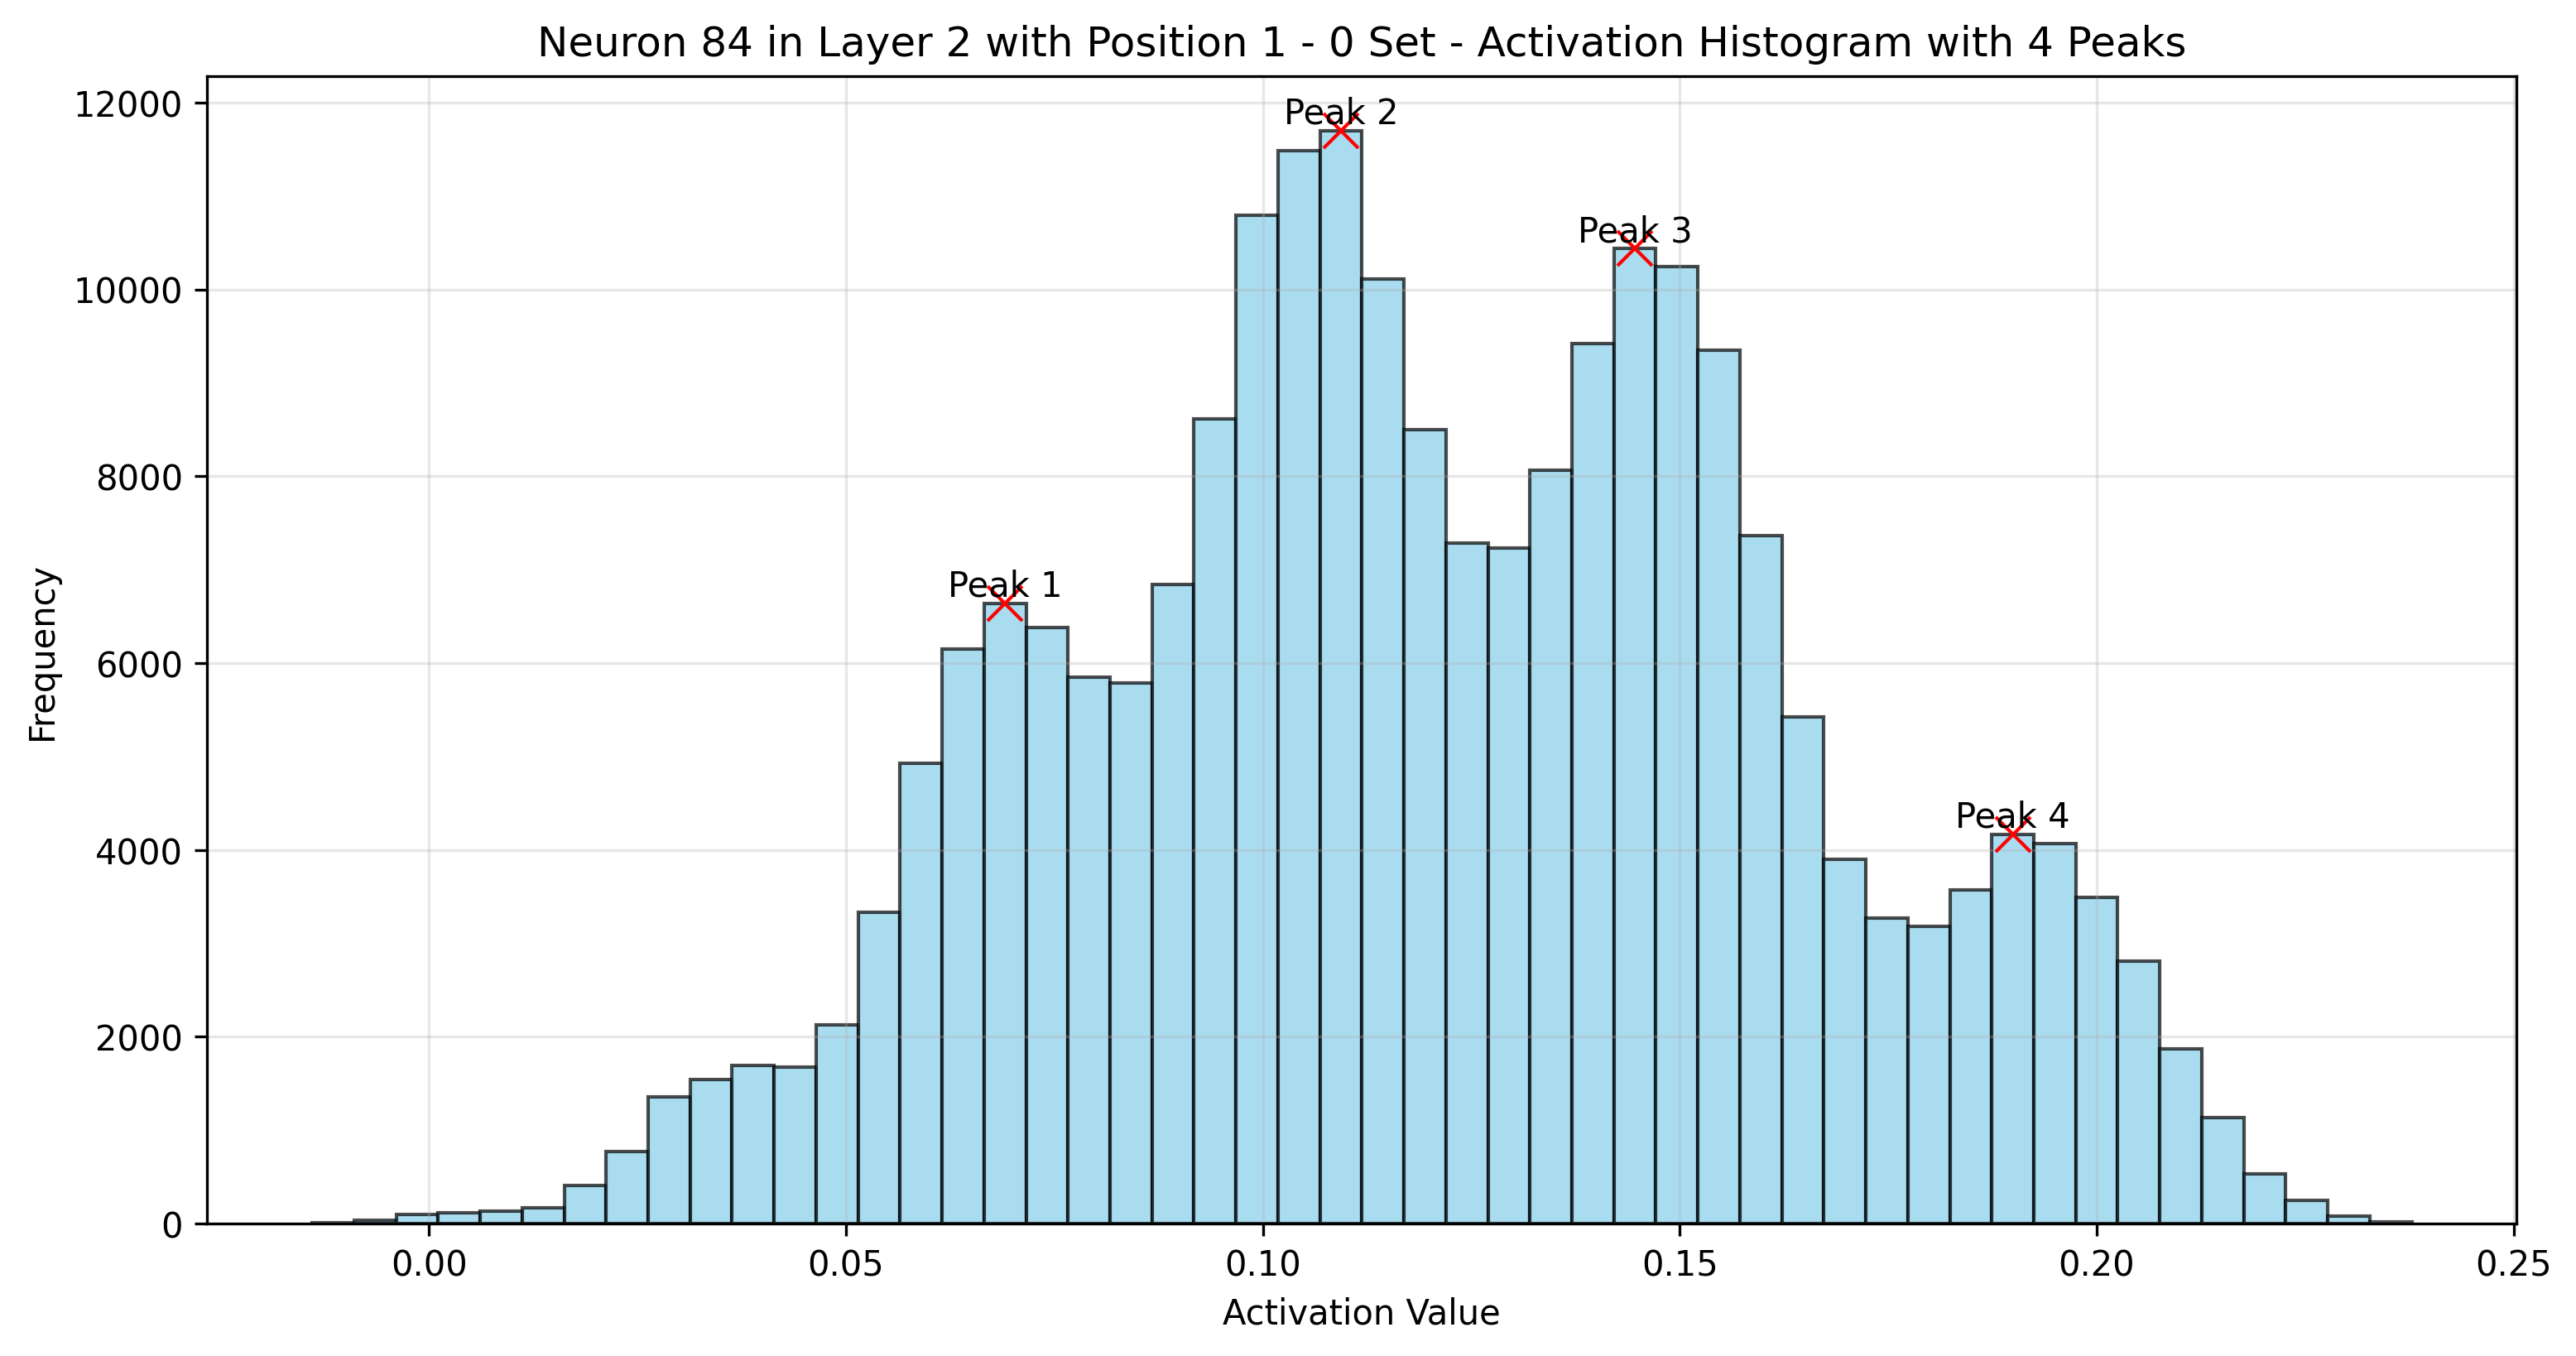 Neuron 84 in Layer 2 with Position 1 - 0 Set - Activation Histogram with 4 Peaks
12000
10000
8000
6000
4000
2000
0
Frequency
Peak 1
Peak 2
Peak 3
Peak 4
0.00
0.05
0.10
0.15
0.20
0.25
Activation Value